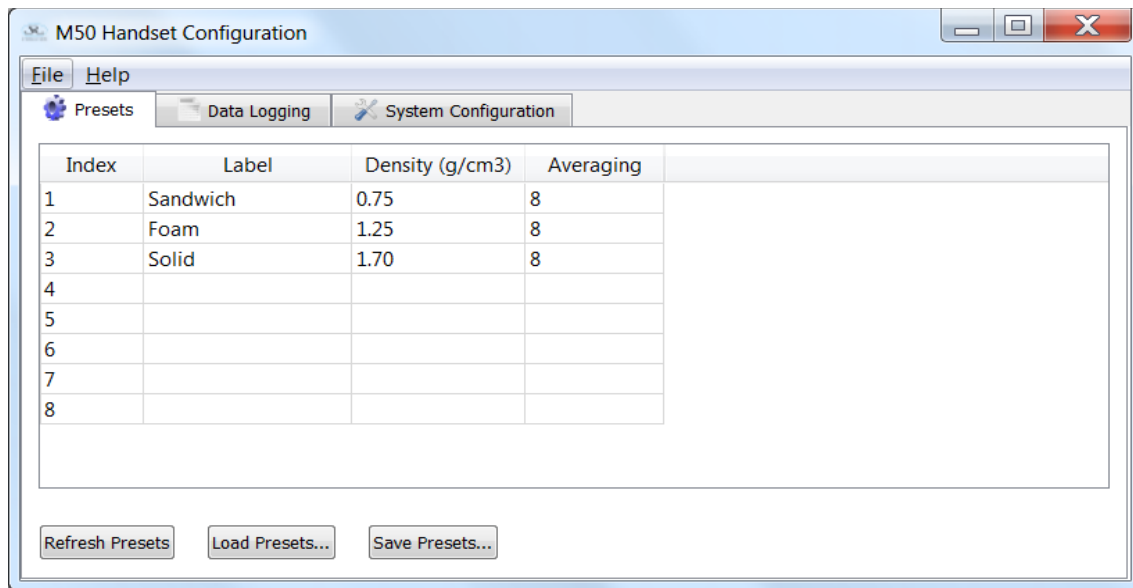 M50 Handset Configuration
File Help
Presets Data Logging System Configuration
Index Label Density (g/cm3) Averaging
1 Sandwich 0.75 8
2 Foam 1.25 8
3 Solid 1.70 8
4
5
6
7
8
Refresh Presets Load Presets... Save Presets...